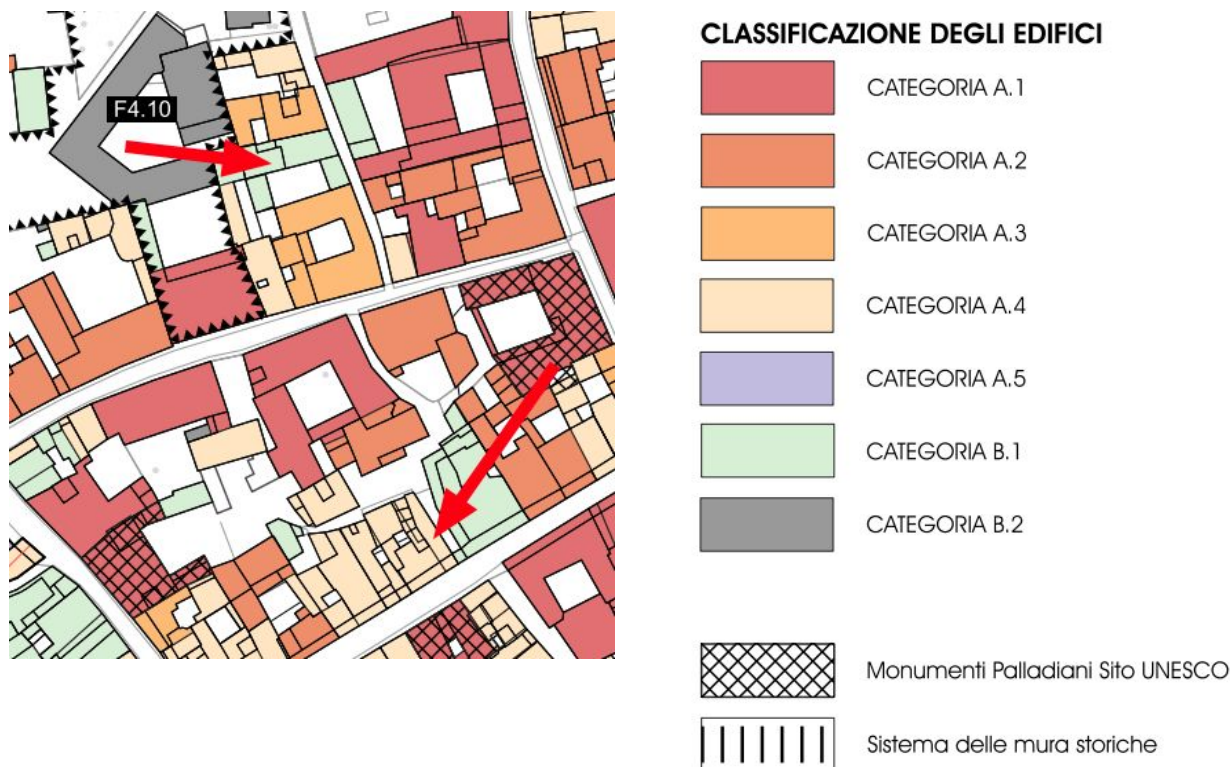 F4.10
CLASSIFICAZIONE DEGLI EDIFICI
CATEGORIA A.1
CATEGORIA A.2
CATEGORIA A.3
CATEGORIA A.4
CATEGORIA A.5
CATEGORIA B.1
CATEGORIA B.2
Monumenti Palladiani Sito UNESCO
Sistema delle mura storiche